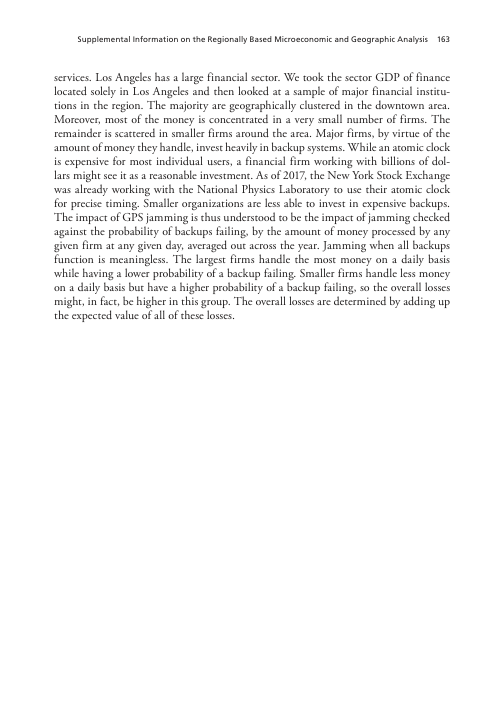 Supplemental Information on the Regionally Based Microeconomic and Geographic Analysis 163
services. Los Angeles has a large financial sector. We took the sector GDP of finance
located solely in Los Angeles and then looked at a sample of major financial institu-
tions in the region. The majority are geographically clustered in the downtown area.
Moreover, most of the money is concentrated in a very small number of firms. The
remainder is scattered in smaller firms around the area. Major firms, by virtue of the
amount of money they handle, invest heavily in backup systems. While an atomic clock
is expensive for most individual users, a financial firm working with billions of dol-
lars might see it as a reasonable investment. As of 2017, the New York Stock Exchange
was already working with the National Physics Laboratory to use their atomic clock
for precise timing. Smaller organizations are less able to invest in expensive backups.
The impact of GPS jamming is thus understood to be the impact of jamming checked
against the probability of backups failing, by the amount of money processed by any
given firm at any given day, averaged out across the year. Jamming when all backups
function is meaningless. The largest firms handle the most money on a daily basis
while having a lower probability of a backup failing. Smaller firms handle less money
on a daily basis but have a higher probability of a backup failing, so the overall losses
might, in fact, be higher in this group. The overall losses are determined by adding up
the expected value of all of these losses.